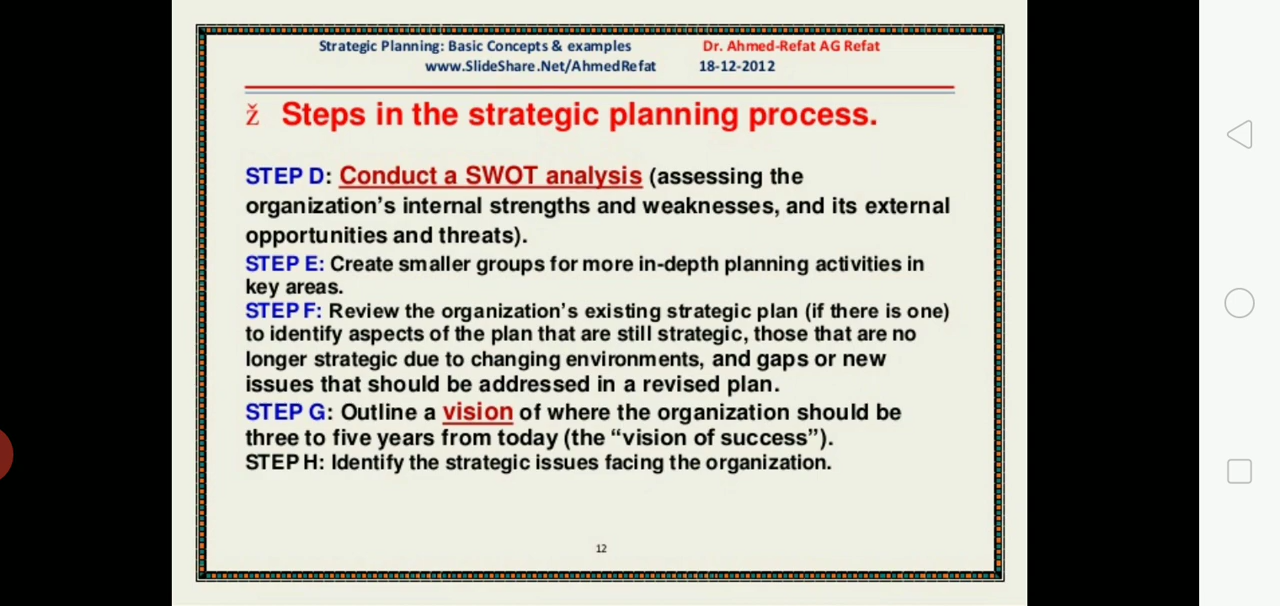 Strategic Planning: Basic Concepts & examples Dr. Ahmed-Refat AG Refat
www.SlideShare.Net/AhmedRefat 18-12-2012
ž Steps in the strategic planning process.
STEP D: Conduct a SWOT analysis (assessing the
organization’s internal strengths and weaknesses, and its external
opportunities and threats).
STEP E: Create smaller groups for more in-depth planning activities in
key areas.
STEP F: Review the organization’s existing strategic plan (if there is one)
to identify aspects of the plan that are still strategic, those that are no
longer strategic due to changing environments, and gaps or new
issues that should be addressed in a revised plan.
STEP G: Outline a vision of where the organization should be
three to five years from today (the “vision of success”).
STEP H: Identify the strategic issues facing the organization.
12